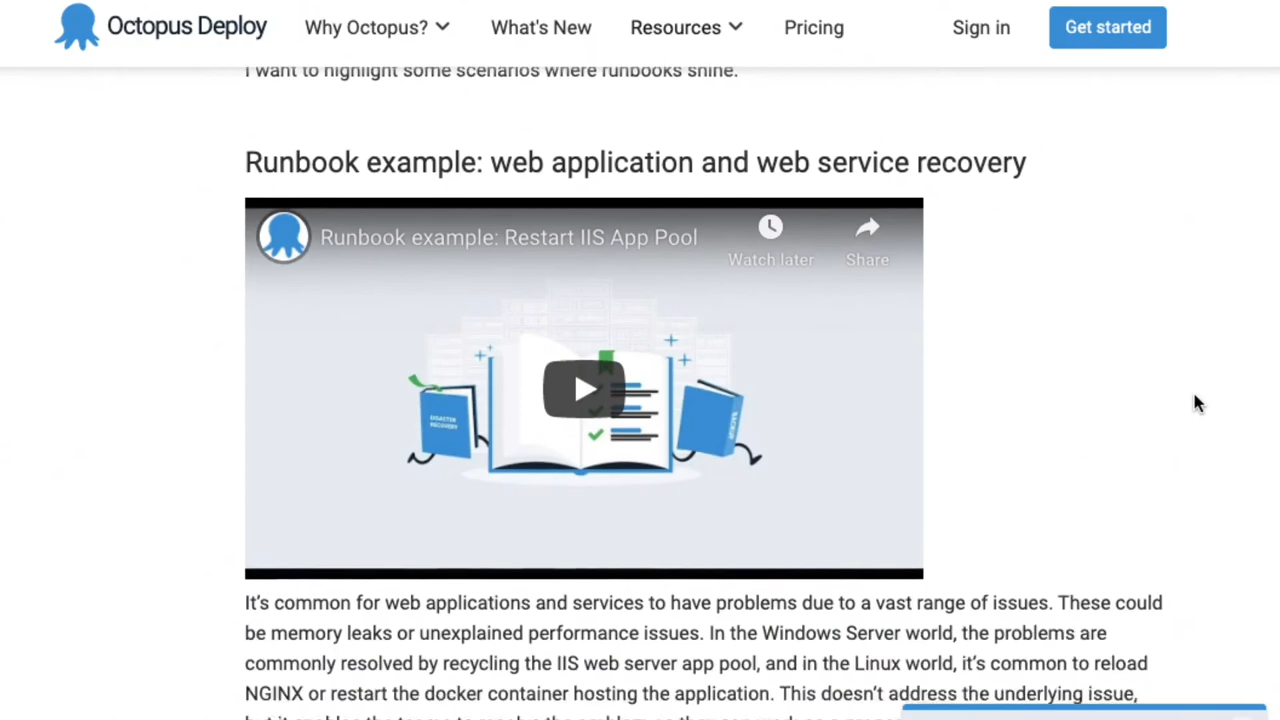 Octopus Deploy Why Octopus? What's New Resources Pricing Sign in Get started
I want to highlight some scenarios where runbooks shine.
Runbook example: web application and web service recovery
Runbook example: Restart IIS App Pool
Watch later Share
DISASTER
RECOVERY
It's common for web applications and services to have problems due to a vast range of issues. These could
be memory leaks or unexplained performance issues. In the Windows Server world, the problems are
commonly resolved by recycling the IIS web server app pool, and in the Linux world, it's common to reload
NGINX or restart the docker container hosting the application. This doesn't address the underlying issue,